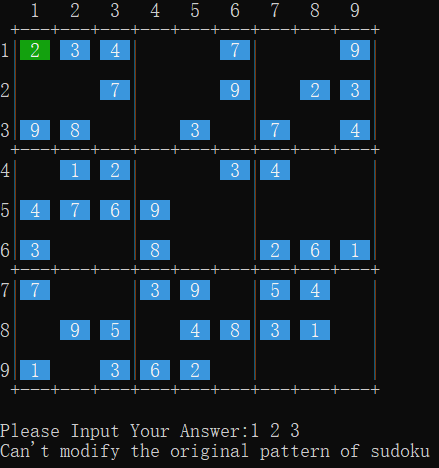 1 2 3 4 5 6 7 8 9
+---+---+---+---+---+---+---+---+---+
1| 2 3 4 | 7 | 9 |
2| 7 | 9 | 2 3 |
3| 9 8 | 3 | 7 4 |
+---+---+---+---+---+---+---+---+---+
4| 1 2 | 3 | 4 |
5| 4 7 6 | 9 | |
6| 3 | 8 | 2 6 1 |
+---+---+---+---+---+---+---+---+---+
7| 7 | 3 9 | 5 4 |
8| 9 5 | 4 8 | 3 1 |
9| 1 3 | 6 2 | |
+---+---+---+---+---+---+---+---+---+
Please Input Your Answer:1 2 3
Can't modify the original pattern of sudoku